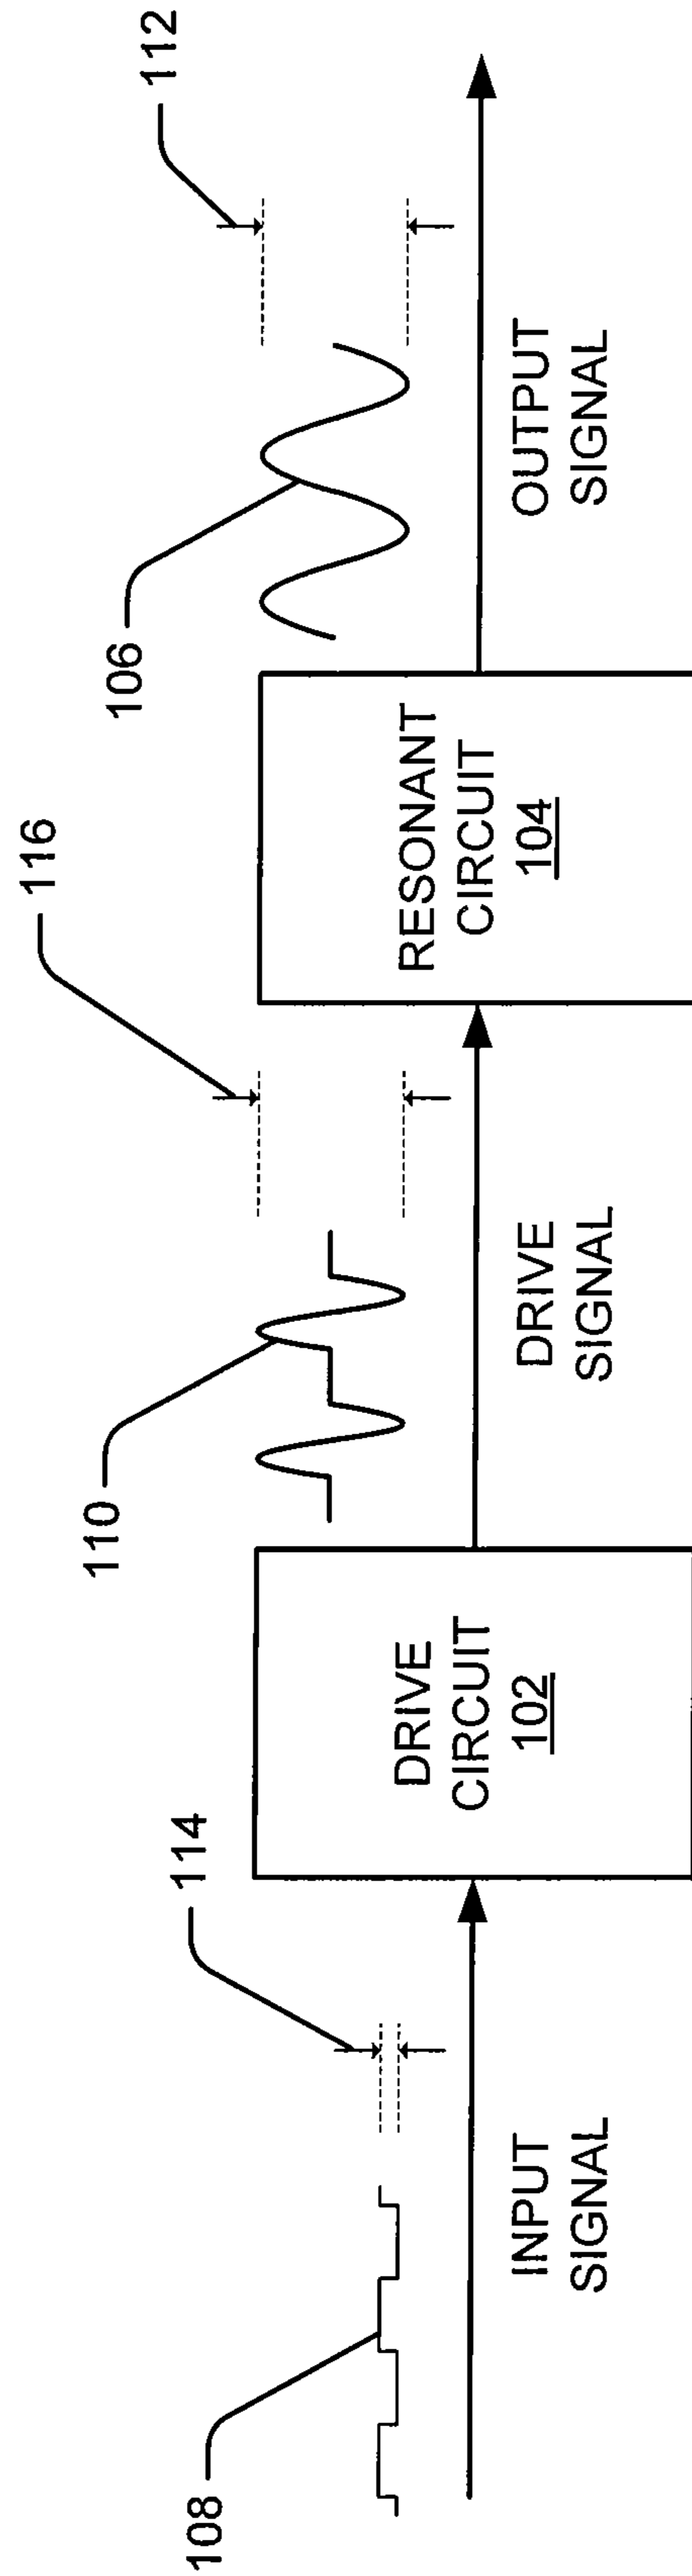 116
112
106
110
114
108
DRIVE
CIRCUIT
102
RESONANT
CIRCUIT
104
INPUT
SIGNAL
DRIVE
SIGNAL
OUTPUT
SIGNAL